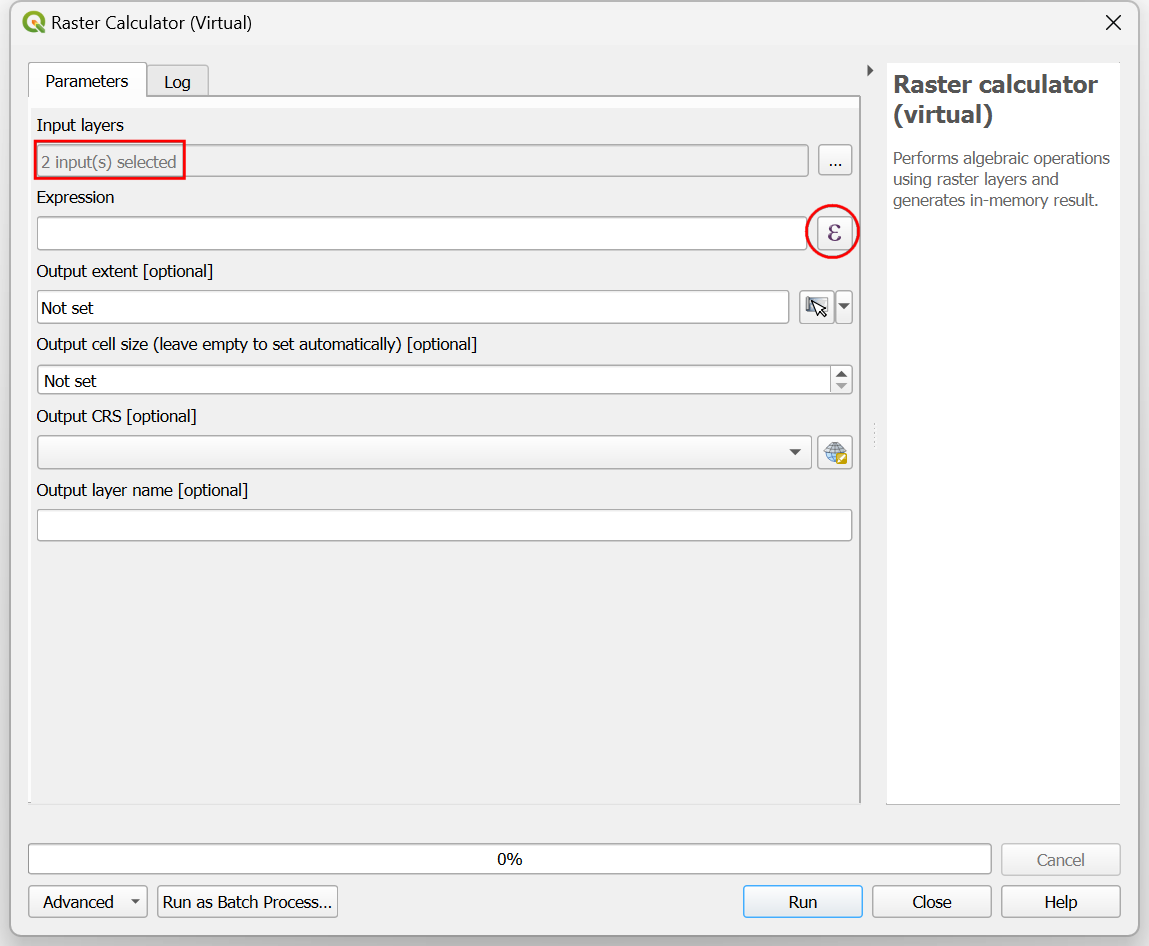 Raster Calculator (Virtual)
Parameters
Log
Input layers
2 input(s) selected
...
Expression
ε
Output extent [optional]
Not set
Output cell size (leave empty to set automatically) [optional]
Not set
Output CRS [optional]
Output layer name [optional]
Raster calculator
(virtual)
Performs algebraic operations
using raster layers and
generates in-memory result.
0%
Cancel
Advanced
Run as Batch Process...
Run
Close
Help